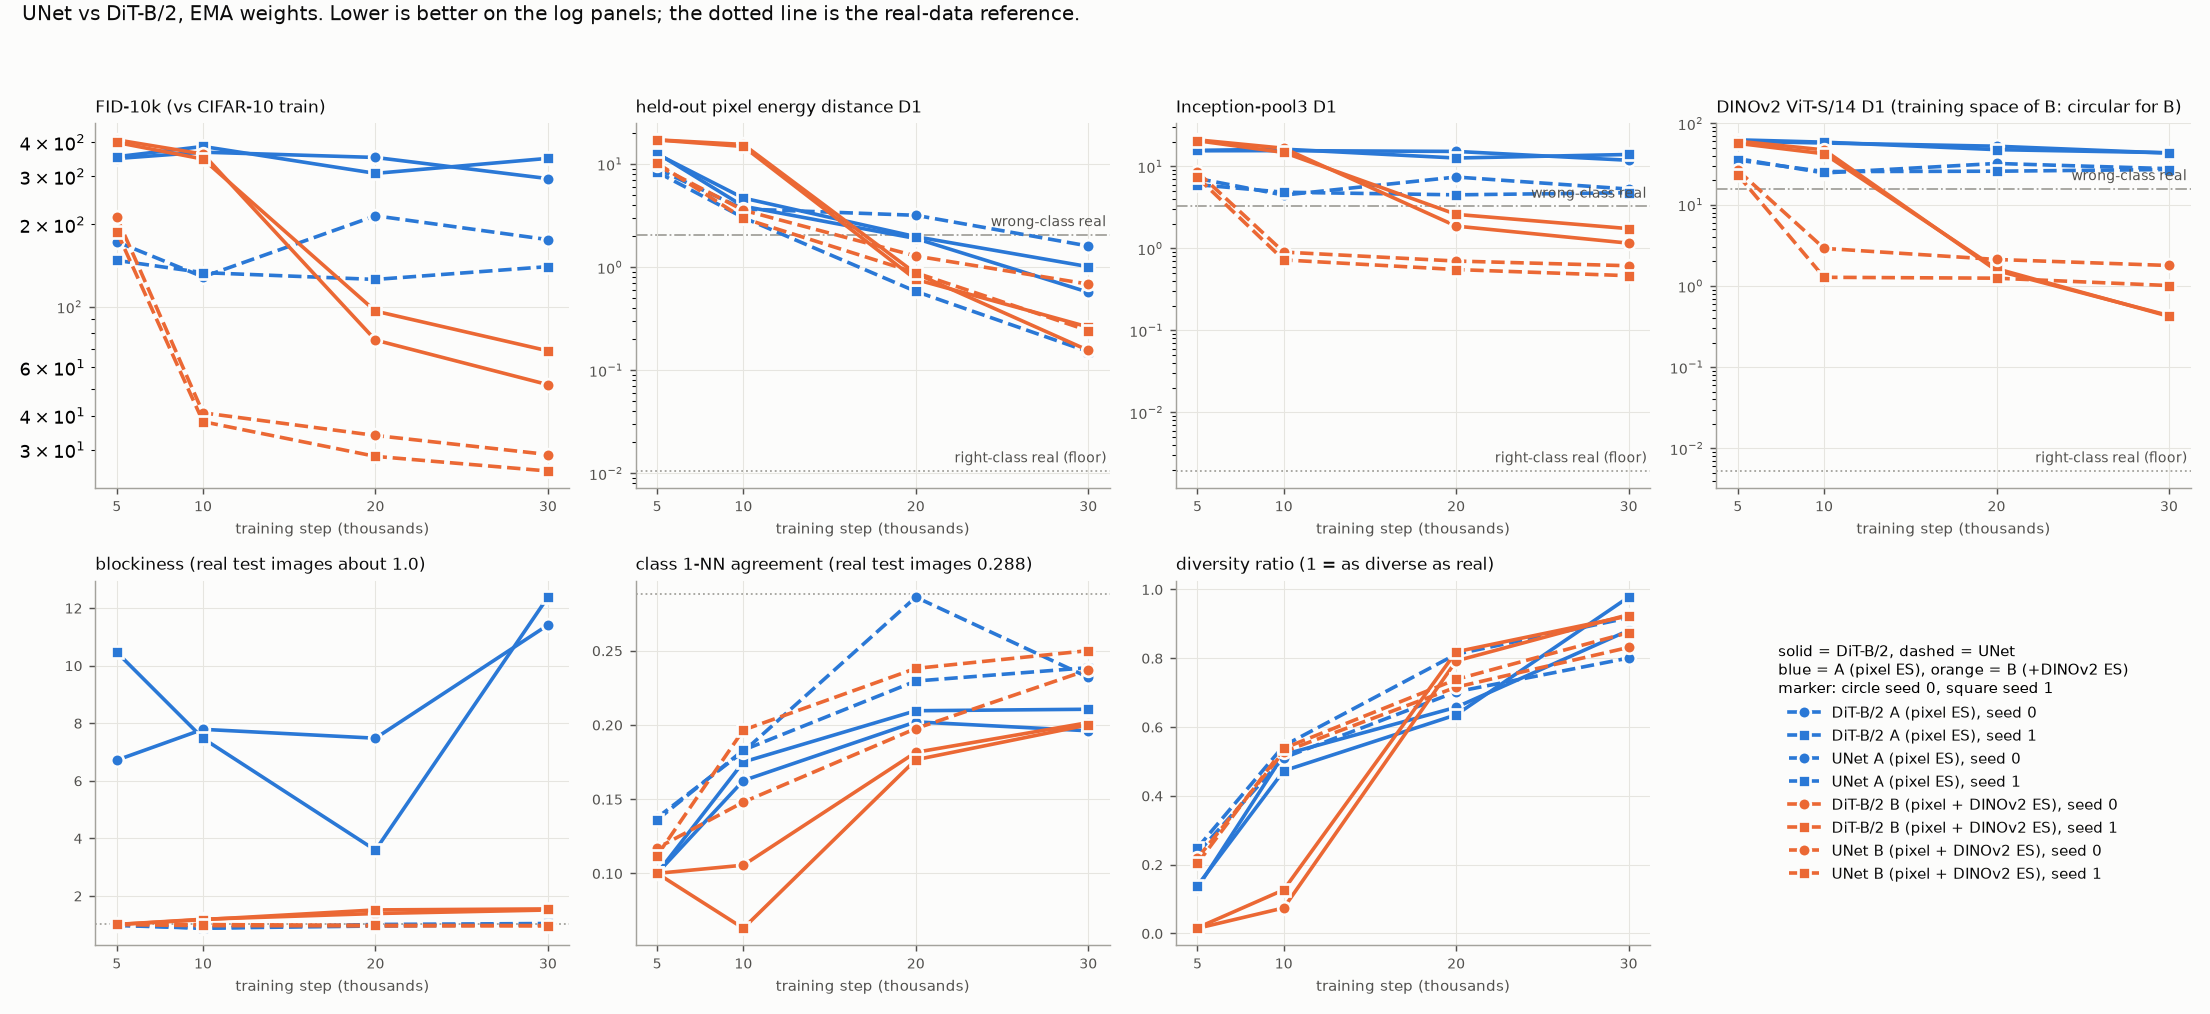 UNet vs DiT-B/2, EMA weights. Lower is better on the log panels; the dotted line is the real-data reference.
FID-10k (vs CIFAR-10 train)
4 × 10²
3 × 10²
2 × 10²
10²
6 × 10¹
4 × 10¹
3 × 10¹
5 10 20 30
training step (thousands)
held-out pixel energy distance D1
10¹
10⁰
10⁻¹
10⁻²
wrong-class real
right-class real (floor)
5 10 20 30
training step (thousands)
Inception-pool3 D1
10¹
10⁰
10⁻¹
10⁻²
wrong-class real
right-class real (floor)
5 10 20 30
training step (thousands)
DINOv2 ViT-S/14 D1 (training space of B: circular for B)
10²
10¹
10⁰
10⁻¹
10⁻²
wrong-class real
right-class real (floor)
5 10 20 30
training step (thousands)
blockiness (real test images about 1.0)
12
10
8
6
4
2
5 10 20 30
training step (thousands)
class 1-NN agreement (real test images 0.288)
0.25
0.20
0.15
0.10
5 10 20 30
training step (thousands)
diversity ratio (1 = as diverse as real)
1.0
0.8
0.6
0.4
0.2
0.0
5 10 20 30
training step (thousands)
solid = DiT-B/2, dashed = UNet
blue = A (pixel ES), orange = B (+DINOv2 ES)
marker: circle seed 0, square seed 1
DiT-B/2 A (pixel ES), seed 0
DiT-B/2 A (pixel ES), seed 1
UNet A (pixel ES), seed 0
UNet A (pixel ES), seed 1
DiT-B/2 B (pixel + DINOv2 ES), seed 0
DiT-B/2 B (pixel + DINOv2 ES), seed 1
UNet B (pixel + DINOv2 ES), seed 0
UNet B (pixel + DINOv2 ES), seed 1